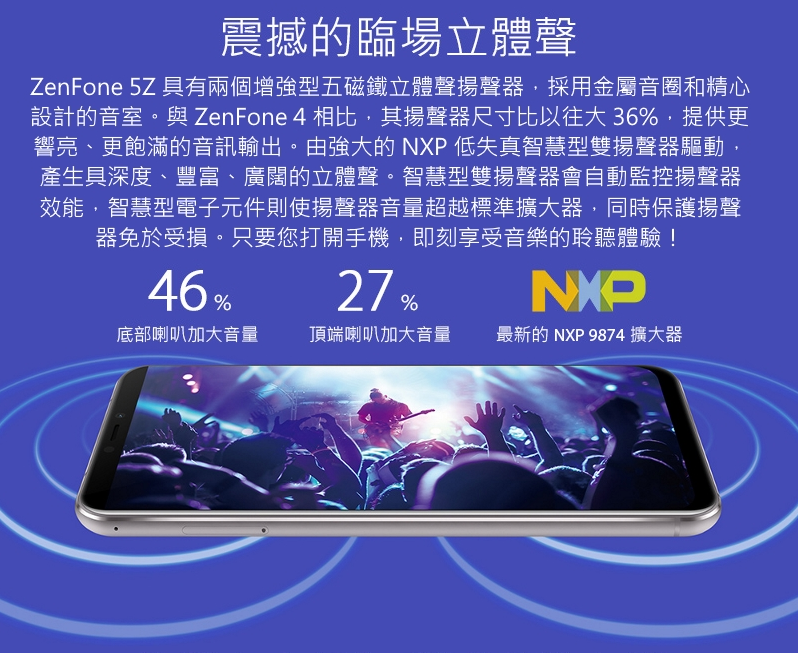 震撼的臨場立體聲
ZenFone 5Z 具有兩個增強型五磁鐵立體聲揚聲器，採用金屬音圈和精心
設計的音室。與 ZenFone 4 相比，其揚聲器尺寸比以往大 36%，提供更
響亮、更飽滿的音訊輸出。由強大的 NXP 低失真智慧型雙揚聲器驅動，
產生具深度、豐富、廣闊的立體聲。智慧型雙揚聲器會自動監控揚聲器
效能，智慧型電子元件則使揚聲器音量超越標準擴大器，同時保護揚聲
器免於受損。只要您打開手機，即刻享受音樂的聆聽體驗！
46 %
底部喇叭加大音量
27 %
頂端喇叭加大音量
NXP
最新的 NXP 9874 擴大器